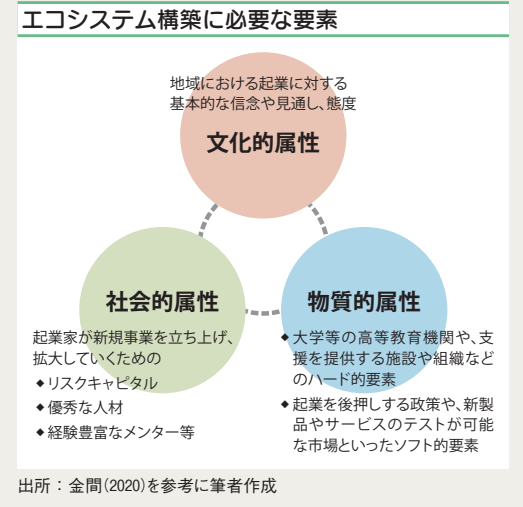 エコシステム構築に必要な要素
地域における起業に対する
基本的な信念や見通し、態度
文化的属性
社会的属性
起業家が新規事業を立ち上げ、
拡大していくための
◆リスクキャピタル
◆優秀な人材
◆経験豊富なメンター等
物質的属性
◆大学等の高等教育機関や、支
援を提供する施設や組織など
のハード的要素
◆起業を後押しする政策や、新製
品やサービスのテストが可能
な市場といったソフト的要素
出所：金間(2020)を参考に筆者作成